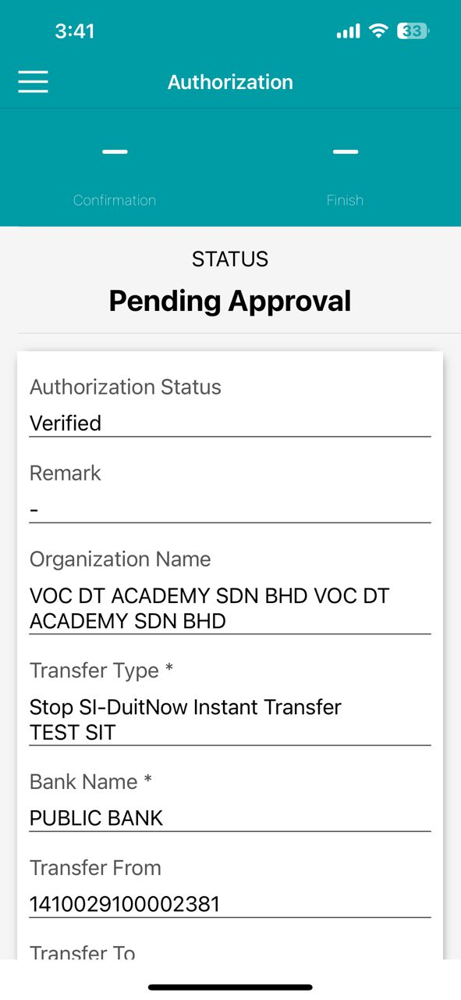 3:41
33
Authorization
Confirmation
Finish
STATUS
Pending Approval
Authorization Status
Verified
Remark
-
Organization Name
VOC DT ACADEMY SDN BHD VOC DT
ACADEMY SDN BHD
Transfer Type *
Stop SI-DuitNow Instant Transfer
TEST SIT
Bank Name *
PUBLIC BANK
Transfer From
1410029100002381
Transfer To